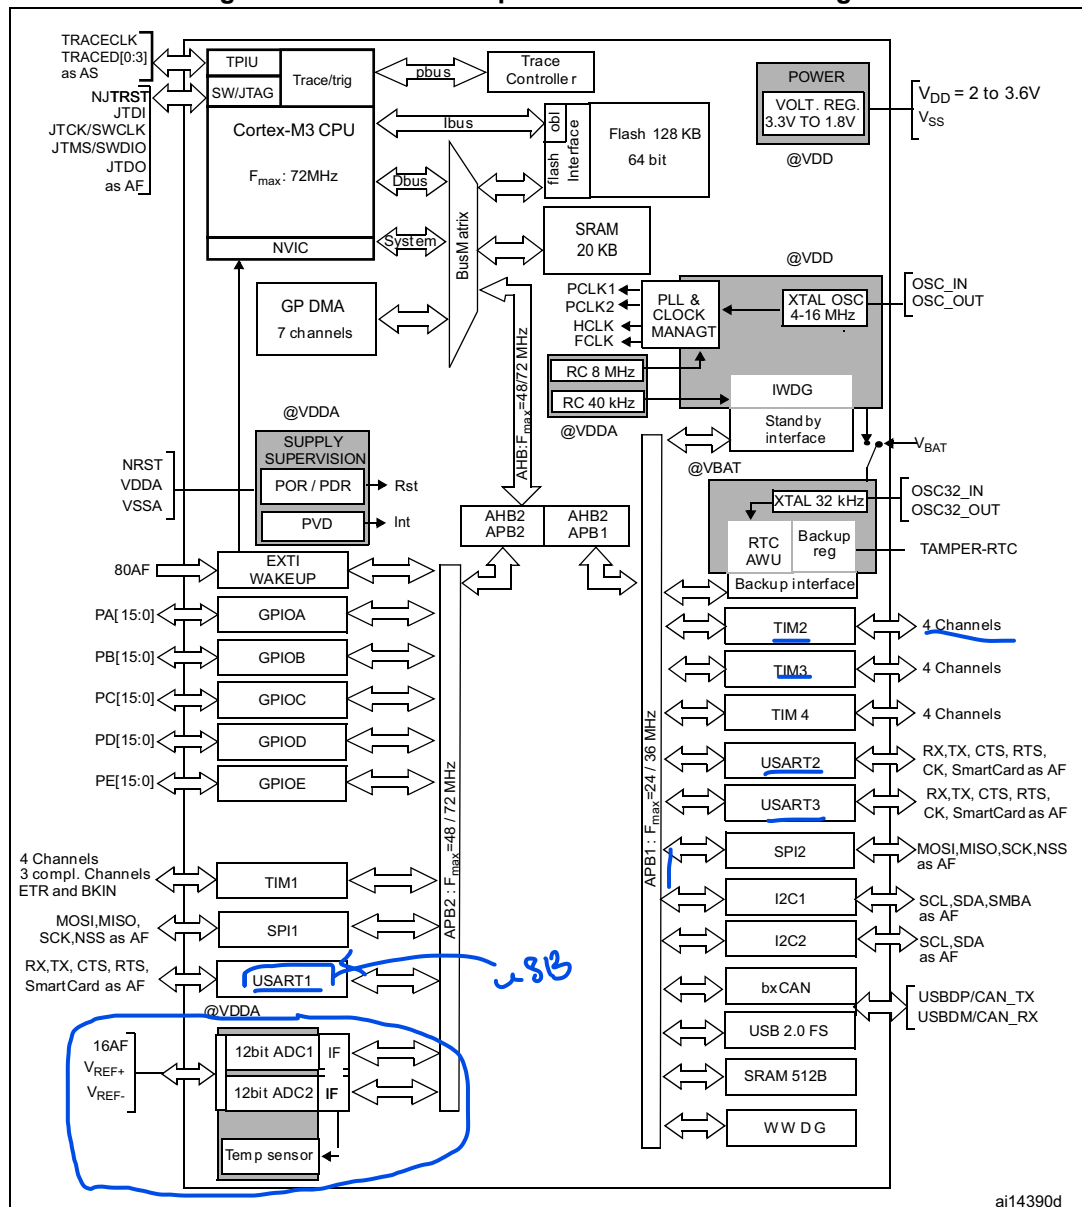 TRACECLK
TRACED[0:3]
as AS
NJTRST
JTDI
JTCK/SWCLK
JTMS/SWDIO
JTDO
as AF
TPIU
SW/JTAG
Trace/trig
Cortex-M3 CPU
Fmax: 72MHz
NVIC
pbus
Trace
Controller
Ibus
Dbus
System
BusMatrix
flash obl
Interface
Flash 128 KB
64 bit
SRAM
20 KB
GP DMA
7 channels
POWER
VOLT. REG.
3.3V TO 1.8V
@VDD
VDD = 2 to 3.6V
VSS
@VDD
PCLK1
PCLK2
HCLK
FCLK
PLL &
CLOCK
MANAGT
XTAL OSC
4-16 MHz
OSC_IN
OSC_OUT
RC 8 MHz
RC 40 kHz
@VDDA
IWDG
Standby
interface
VBAT
@VBAT
XTAL 32 kHz
OSC32_IN
OSC32_OUT
RTC
AWU
Backup
reg
TAMPER-RTC
Backup interface
AHB:Fmax=48/72 MHz
@VDDA
SUPPLY
SUPERVISION
NRST
VDDA
VSSA
POR / PDR
Rst
PVD
Int
AHB2
APB2
AHB2
APB1
80AF
EXTI
WAKEUP
PA[15:0]
GPIOA
PB[15:0]
GPIOB
PC[15:0]
GPIOC
PD[15:0]
GPIOD
PE[15:0]
GPIOE
APB2 : Fmax=48 / 72 MHz
4 Channels
3 compl. Channels
ETR and BKIN
TIM1
MOSI,MISO,
SCK,NSS as AF
SPI1
RX,TX, CTS, RTS,
SmartCard as AF
USART1
uSB
@VDDA
16AF
VREF+
VREF-
12bit ADC1 IF
12bit ADC2 IF
Temp sensor
APB1 : Fmax=24 / 36 MHz
TIM2
4 Channels
TIM3
4 Channels
TIM 4
4 Channels
USART2
RX,TX, CTS, RTS,
CK, SmartCard as AF
USART3
RX,TX, CTS, RTS,
CK, SmartCard as AF
SPI2
MOSI,MISO,SCK,NSS
as AF
I2C1
SCL,SDA,SMBA
as AF
I2C2
SCL,SDA
as AF
bxCAN
USBDP/CAN_TX
USBDM/CAN_RX
USB 2.0 FS
SRAM 512B
WWDG
ai14390d